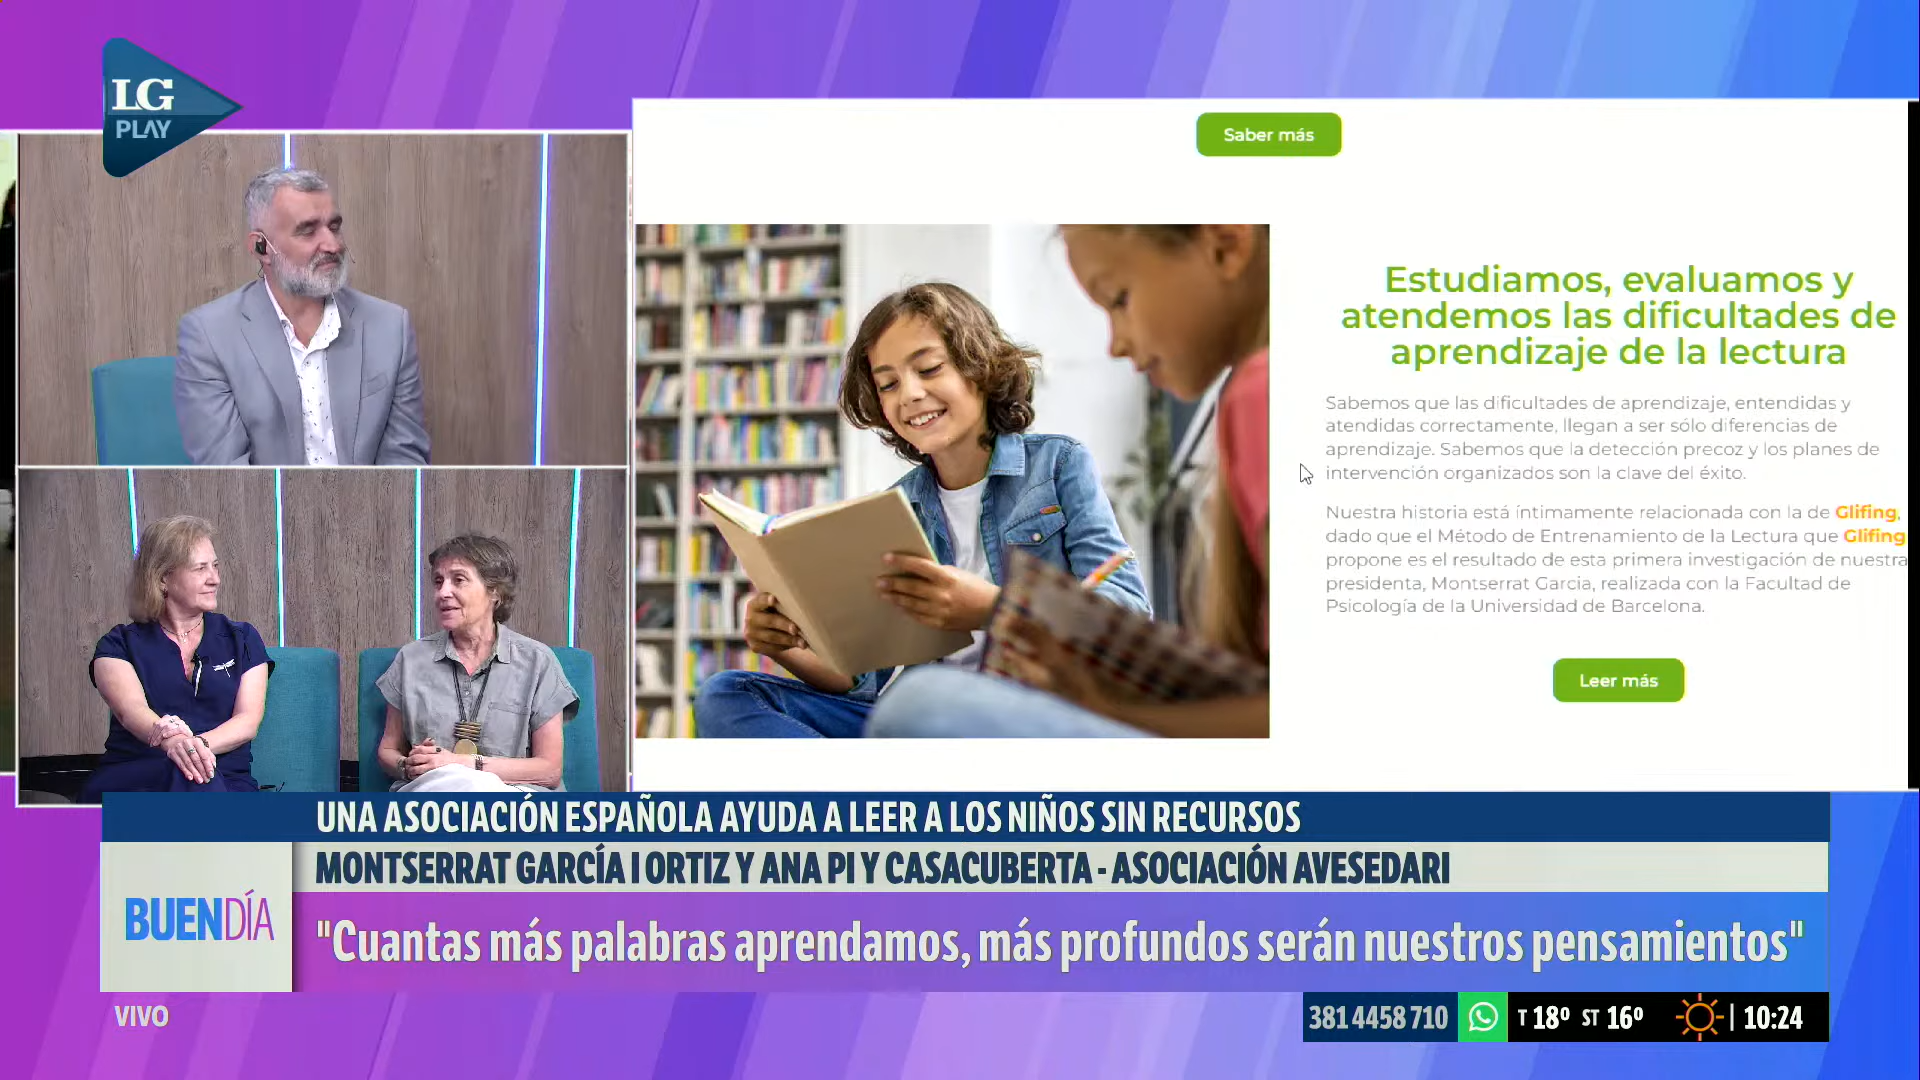 LG
PLAY
Saber más
Estudiamos, evaluamos y
atendemos las dificultades de
aprendizaje de la lectura
Sabemos que las dificultades de aprendizaje, entendidas y
atendidas correctamente, llegan a ser sólo diferencias de
aprendizaje. Sabemos que la detección precoz y los planes de
intervención organizados son la clave del éxito.
Nuestra historia está íntimamente relacionada con la de Glifing,
dado que el Método de Entrenamiento de la Lectura que Glifing
propone es el resultado de esta primera investigación de nuestra
presidenta, Montserrat Garcia, realizada con la Facultad de
Psicología de la Universidad de Barcelona.
Leer más
UNA ASOCIACIÓN ESPAÑOLA AYUDA A LEER A LOS NIÑOS SIN RECURSOS
MONTSERRAT GARCÍA I ORTIZ Y ANA PI Y CASACUBERTA - ASOCIACIÓN AVESEDARI
BUENDÍA
"Cuantas más palabras aprendamos, más profundos serán nuestros pensamientos"
VIVO
381 4458 710
T 18º ST 16º
10:24